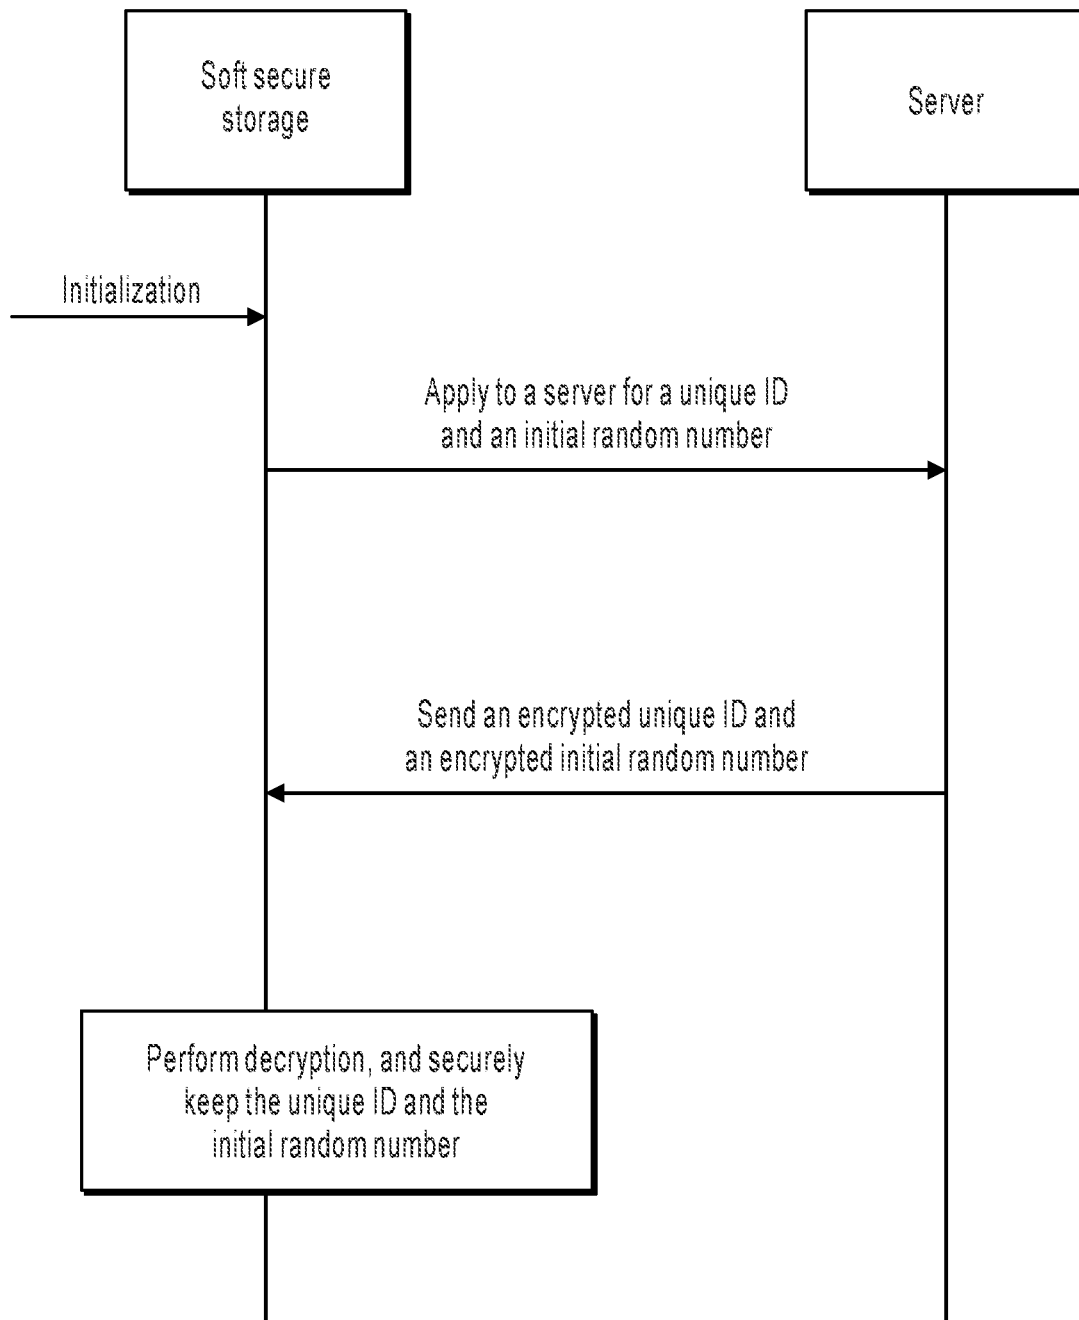 Soft secure
storage
Server
Initialization
Apply to a server for a unique ID
and an initial random number
Send an encrypted unique ID and
an encrypted initial random number
Perform decryption, and securely
keep the unique ID and the
initial random number